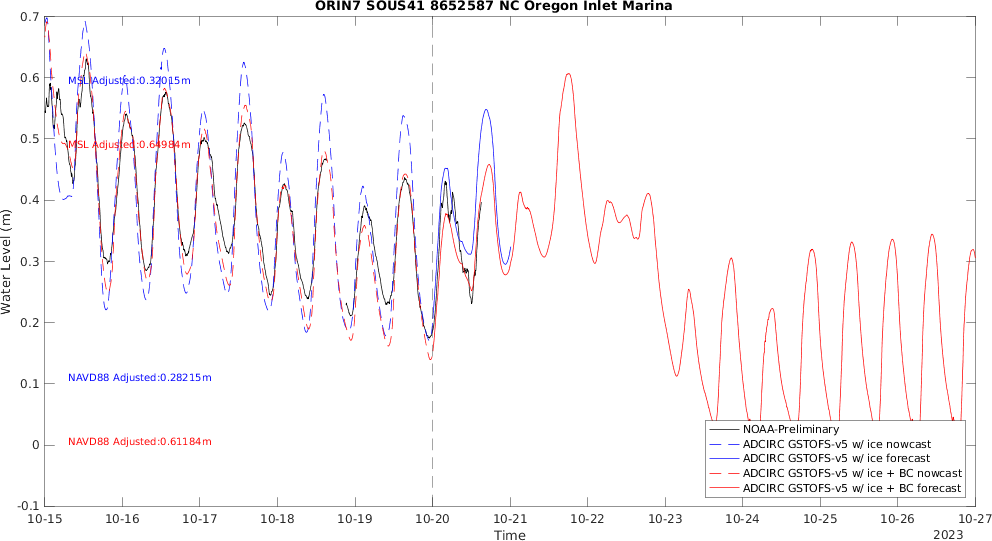 ORIN7 SOUS41 8652587 NC Oregon Inlet Marina
Water Level (m)
0.7
0.6
0.5
0.4
0.3
0.2
0.1
0
-0.1
MSL Adjusted:0.32015m
MSL Adjusted:0.64984m
NAVD88 Adjusted:0.28215m
NAVD88 Adjusted:0.61184m
NOAA-Preliminary
ADCIRC GSTOFS-v5 w/ ice nowcast
ADCIRC GSTOFS-v5 w/ ice forecast
ADCIRC GSTOFS-v5 w/ ice + BC nowcast
ADCIRC GSTOFS-v5 w/ ice + BC forecast
10-15 10-16 10-17 10-18 10-19 10-20 10-21 10-22 10-23 10-24 10-25 10-26 10-27
Time
2023